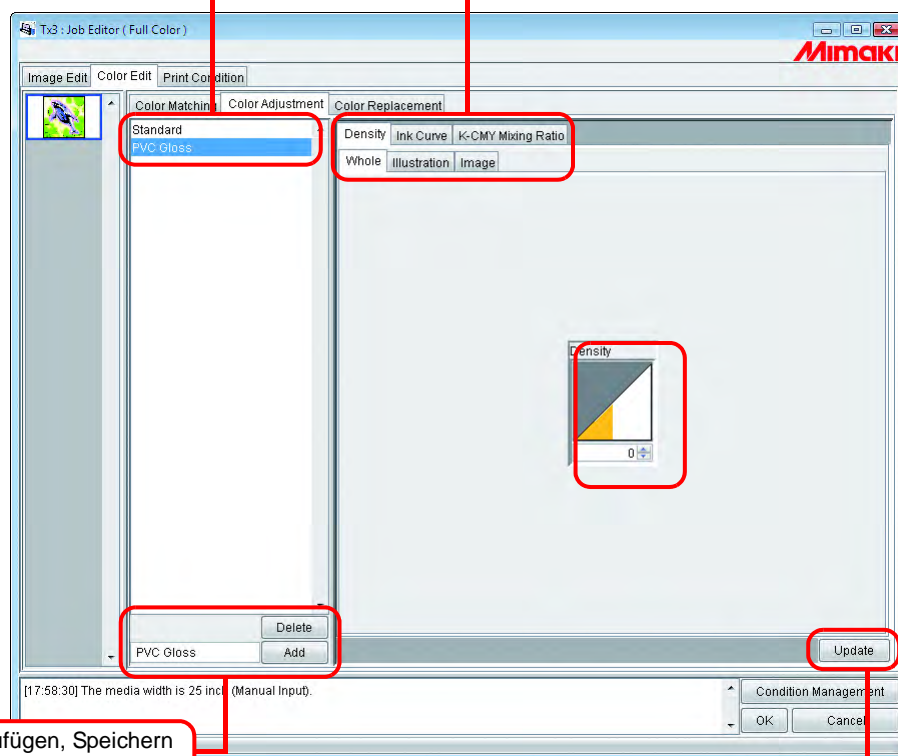 Tx3 : Job Editor ( Full Color )
Mimaki
Image Edit Color Edit Print Condition
Color Matching Color Adjustment Color Replacement
Standard
PVC Gloss
Density Ink Curve K-CMY Mixing Ratio
Whole Illustration Image
Density
0
Delete
PVC Gloss Add
Update
[17:58:30] The media width is 25 inch (Manual Input).
Condition Management
OK Cancel
ufügen, Speichern